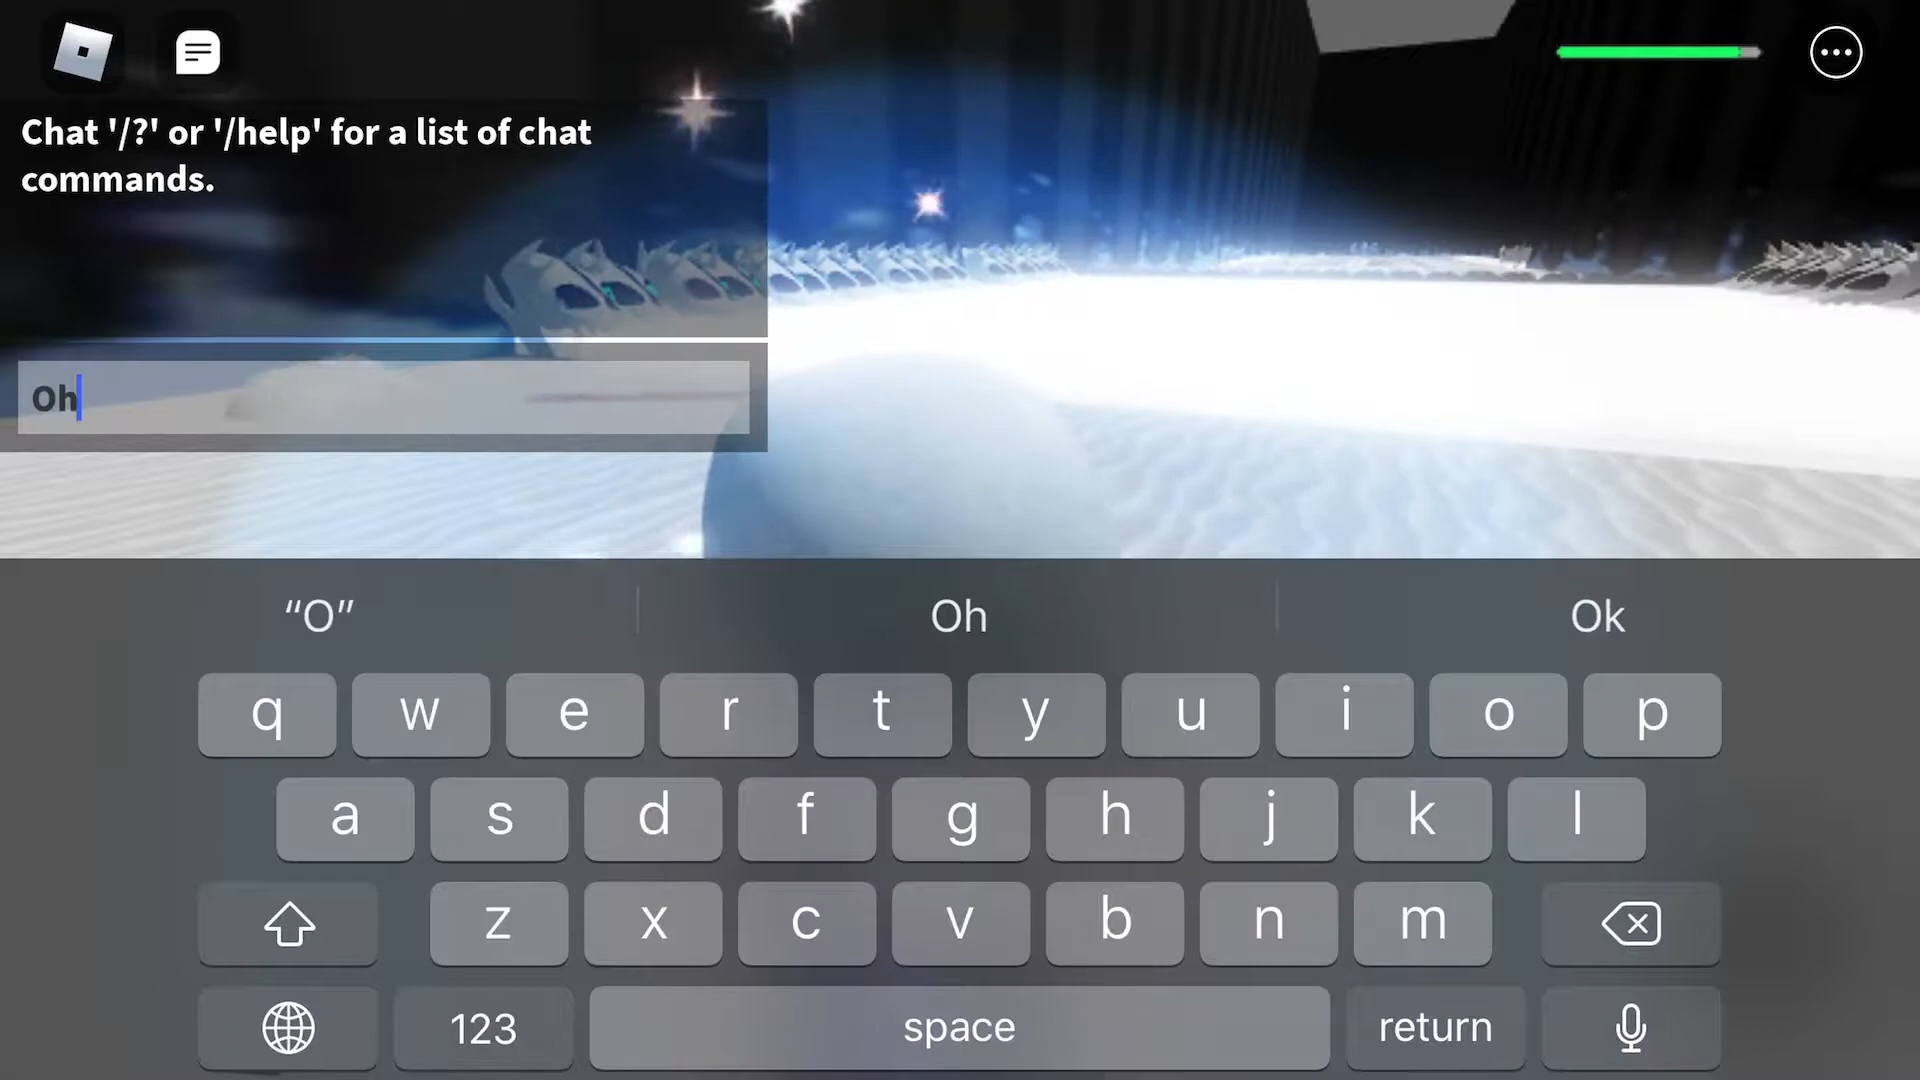 Chat '/?' or '/help' for a list of chat
commands.
Oh
“O” Oh Ok
q w e r t y u i o p
a s d f g h j k l
z x c v b n m
123 space return